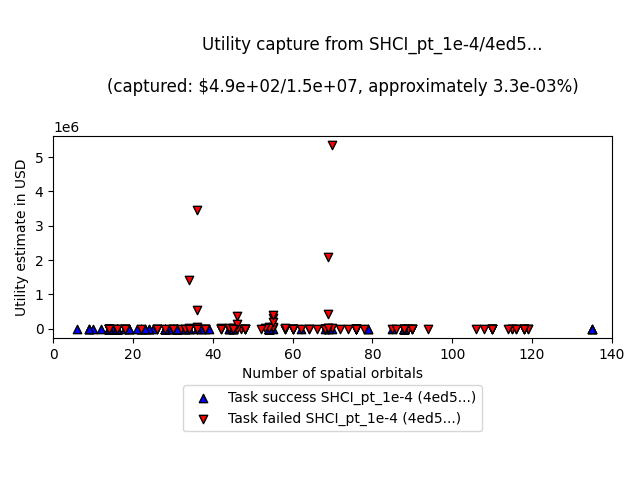 Utility capture from SHCI_pt_1e-4/4ed5...
(captured: $4.9e+02/1.5e+07, approximately 3.3e-03%)
1e6
5
4
3
2
1
0
Utility estimate in USD
0 20 40 60 80 100 120 140
Number of spatial orbitals
Task success SHCI_pt_1e-4 (4ed5...)
Task failed SHCI_pt_1e-4 (4ed5...)